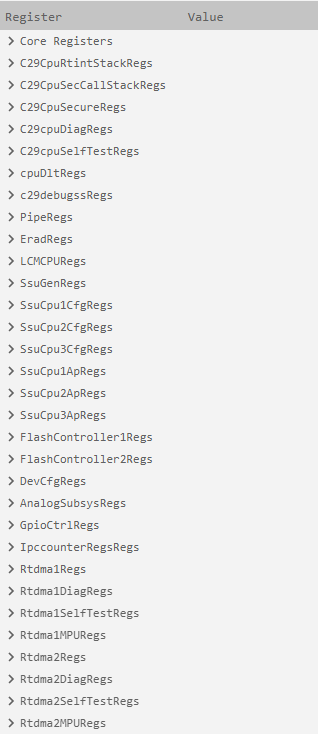 Register Value
Core Registers
C29CpuRtintStackRegs
C29CpuSecCallStackRegs
C29CpuSecureRegs
C29cpuDiagRegs
C29cpuSelfTestRegs
cpuDltRegs
c29debugssRegs
PipeRegs
EradRegs
LCMCPURegs
SsuGenRegs
SsuCpu1CfgRegs
SsuCpu2CfgRegs
SsuCpu3CfgRegs
SsuCpu1ApRegs
SsuCpu2ApRegs
SsuCpu3ApRegs
FlashController1Regs
FlashController2Regs
DevCfgRegs
AnalogSubsysRegs
GpioCtrlRegs
IpccounterRegsRegs
Rtdma1Regs
Rtdma1DiagRegs
Rtdma1SelfTestRegs
Rtdma1MPURegs
Rtdma2Regs
Rtdma2DiagRegs
Rtdma2SelfTestRegs
Rtdma2MPURegs